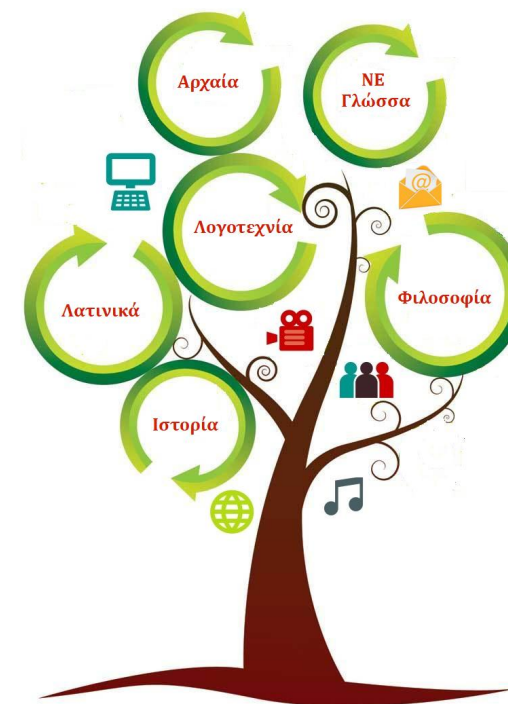 Αρχαία
ΝΕ
Γλώσσα
Λογοτεχνία
Λατινικά
Φιλοσοφία
Ιστορία